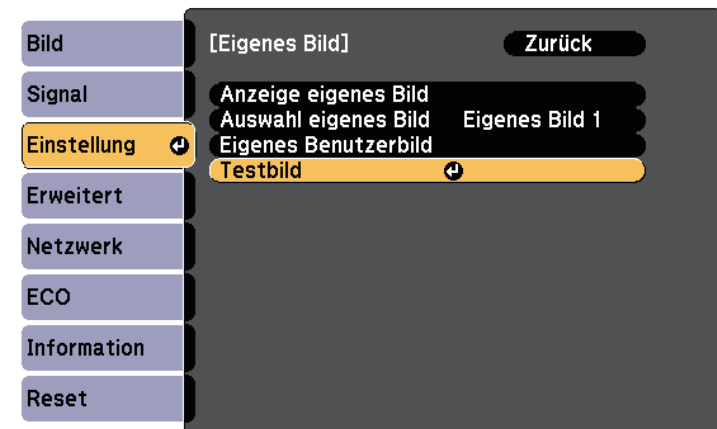 Bild
Signal
Einstellung
Erweitert
Netzwerk
ECO
Information
Reset
[Eigenes Bild] Zurück
Anzeige eigenes Bild
Auswahl eigenes Bild Eigenes Bild 1
Eigenes Benutzerbild
Testbild